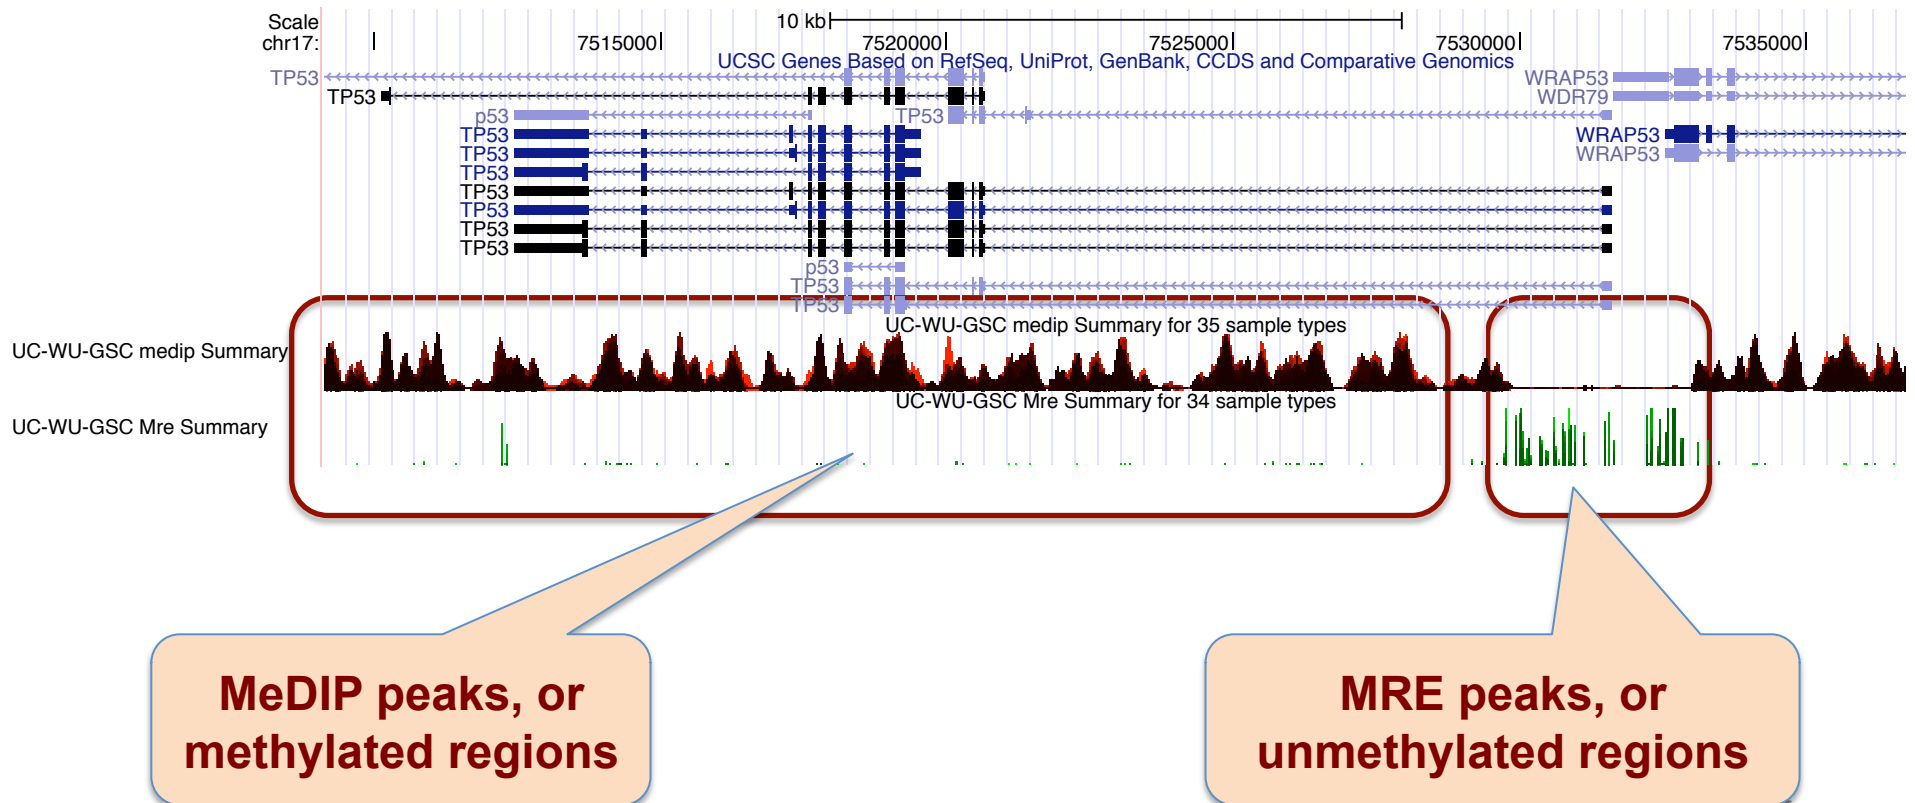 Scale 10 kb
chr17: 7515000 7520000 7525000 7530000 7535000
UCSC Genes Based on RefSeq, UniProt, GenBank, CCDS and Comparative Genomics
TP53 WRAP53
TP53 WDR79
p53 TP53
TP53 WRAP53
TP53 WRAP53
TP53
TP53
TP53
TP53
TP53
p53
TP53
TP53
UC-WU-GSC medip Summary for 35 sample types
UC-WU-GSC medip Summary
UC-WU-GSC Mre Summary for 34 sample types
UC-WU-GSC Mre Summary
MeDIP peaks, or
methylated regions
MRE peaks, or
unmethylated regions